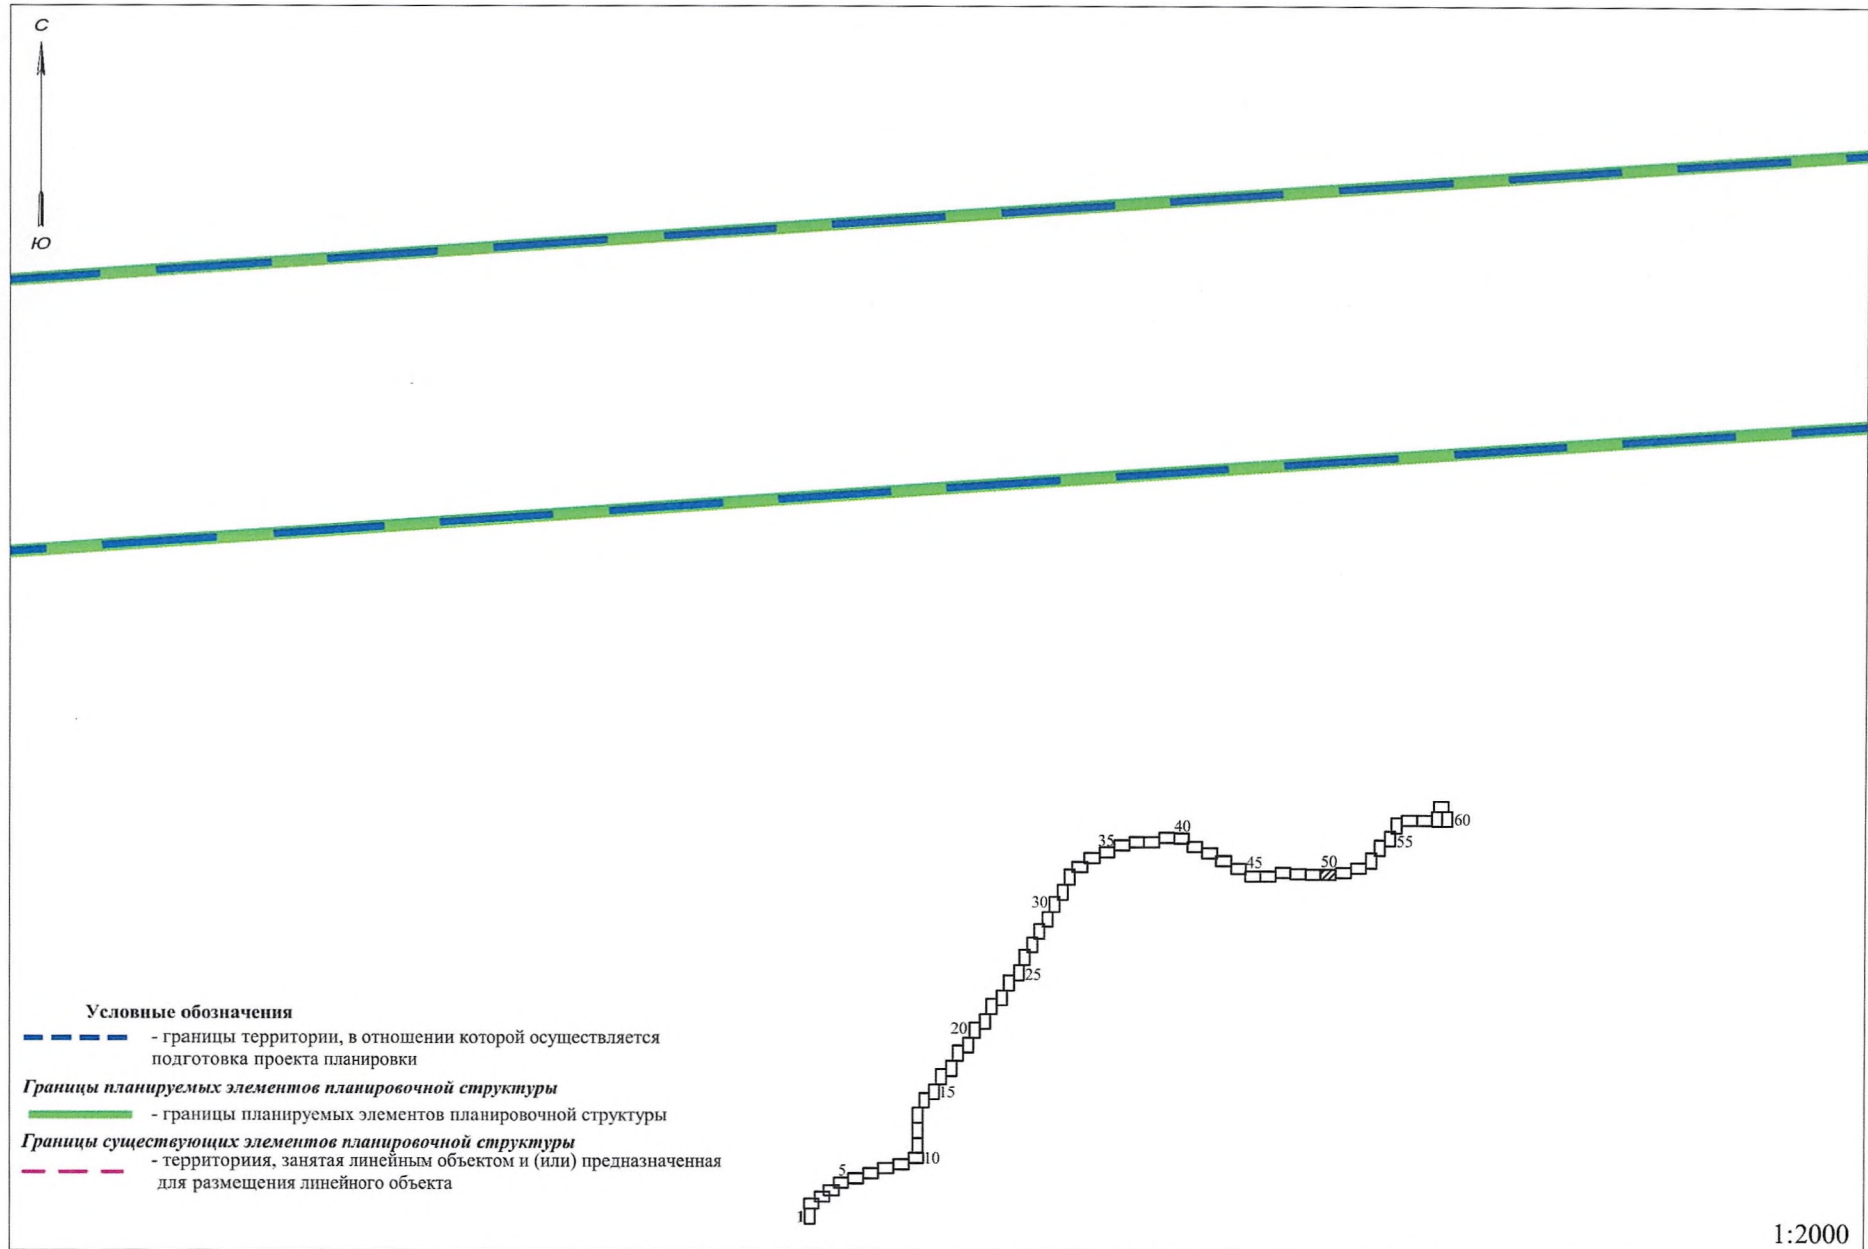 С
Ю
40
35
60
55
45
50
30
25
20
15
10
5
1
Условные обозначения
- границы территории, в отношении которой осуществляется
подготовка проекта планировки
Границы планируемых элементов планировочной структуры
- границы планируемых элементов планировочной структуры
Границы существующих элементов планировочной структуры
- территориия, занятая линейным объектом и (или) предназначенная
для размещения линейного объекта
1:2000